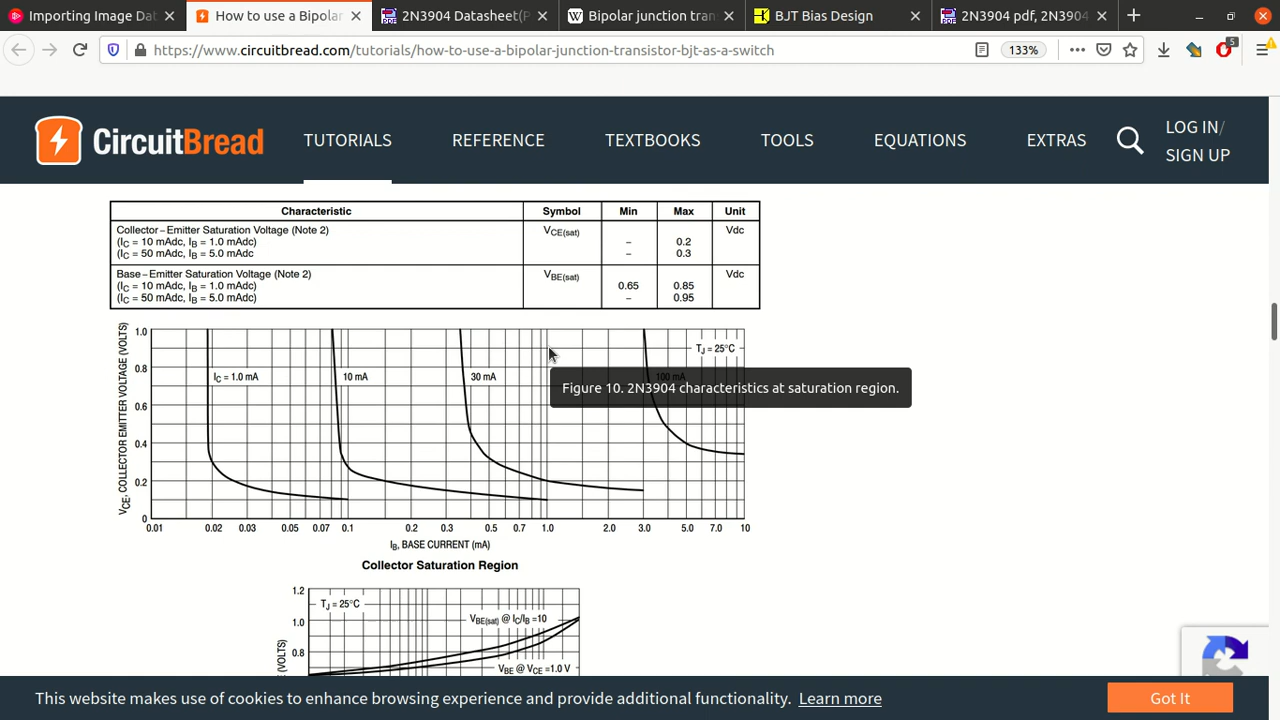 Importing Image Dat
How to use a Bipola
2N3904 Datasheet(P
Bipolar junction tran
BJT Bias Design
2N3904 pdf, 2N3904
https://www.circuitbread.com/tutorials/how-to-use-a-bipolar-junction-transistor-bjt-as-a-switch
133%
5
CircuitBread
TUTORIALS
REFERENCE
TEXTBOOKS
TOOLS
EQUATIONS
EXTRAS
LOG IN/
SIGN UP
Characteristic Symbol Min Max Unit
Collector–Emitter Saturation Voltage (Note 2) VCE(sat) Vdc
(IC = 10 mAdc, IB = 1.0 mAdc) – 0.2
(IC = 50 mAdc, IB = 5.0 mAdc – 0.3
Base–Emitter Saturation Voltage (Note 2) VBE(sat) Vdc
(IC = 10 mAdc, IB = 1.0 mAdc) 0.65 0.85
(IC = 50 mAdc, IB = 5.0 mAdc) – 0.95
VCE, COLLECTOR EMITTER VOLTAGE (VOLTS)
1.0
0.8
0.6
0.4
0.2
0
TJ = 25°C
IC = 1.0 mA
10 mA
30 mA
100 mA
Figure 10. 2N3904 characteristics at saturation region.
0.01 0.02 0.03 0.05 0.07 0.1 0.2 0.3 0.5 0.7 1.0 2.0 3.0 5.0 7.0 10
IB, BASE CURRENT (mA)
Collector Saturation Region
1.2
1.0
0.8
TJ = 25°C
VBE(sat) @ IC/IB =10
VBE @ VCE =1.0 V
(VOLTS)
This website makes use of cookies to enhance browsing experience and provide additional functionality. Learn more
Got It